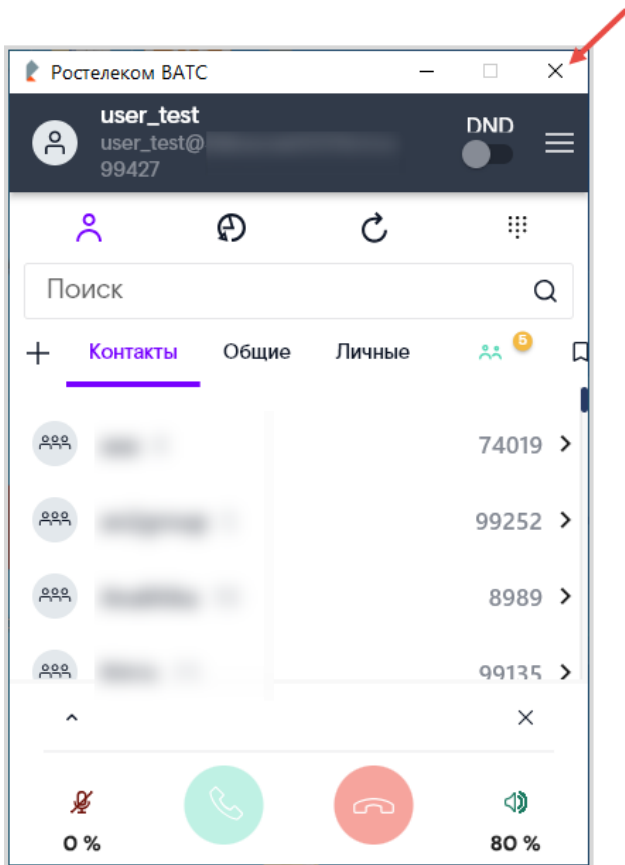 Ростелеком ВАТС
user_test
DND
user_test@
99427
Поиск
Контакты Общие Личные 5
74019
99252
8989
99135
0 % 80 %